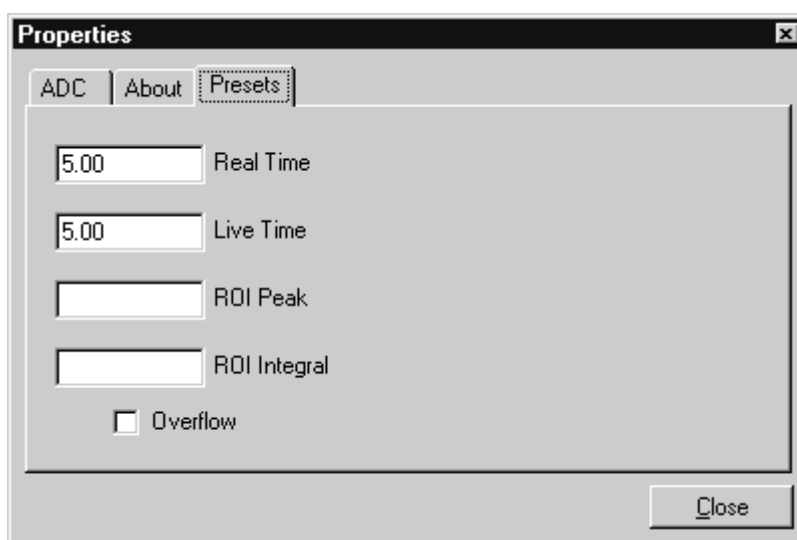 Properties
ADC About Presets
5.00 Real Time
5.00 Live Time
ROI Peak
ROI Integral
Overflow
Close